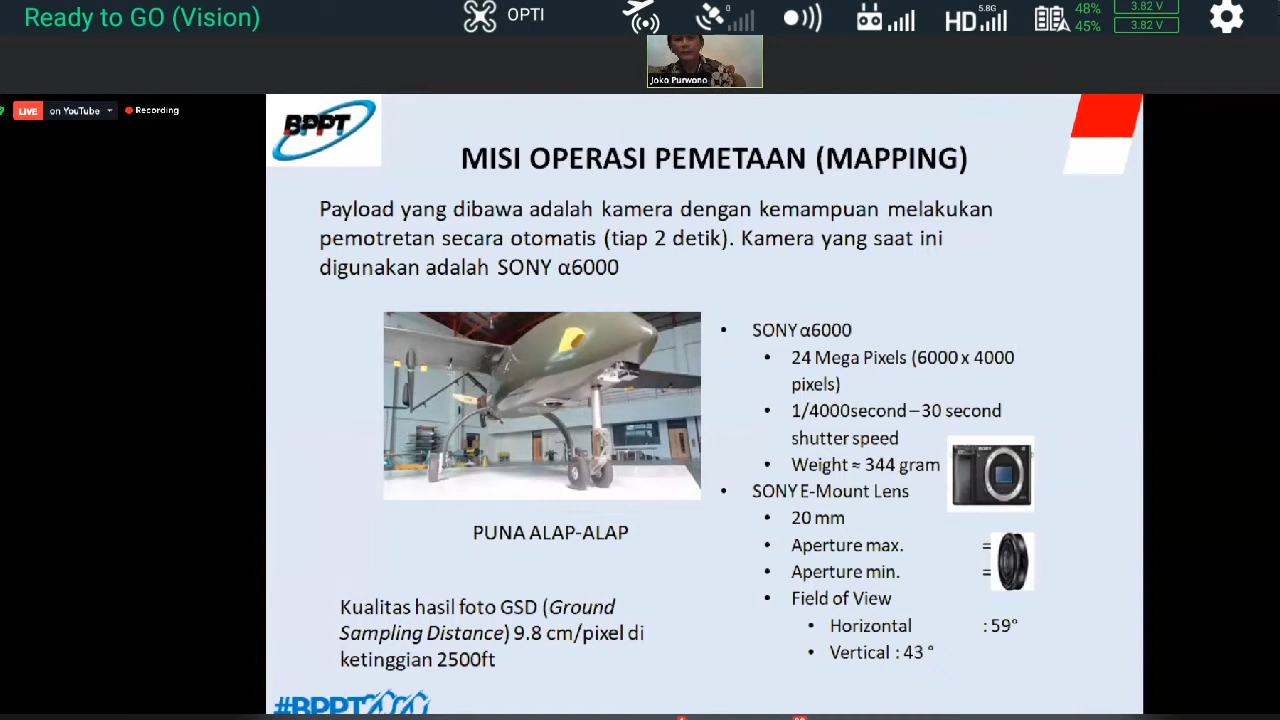 Ready to GO (Vision)
OPTI
0
HD
5.8G
48%
45%
3.82 V
3.82 V
Joko Purwono
LIVE on YouTube
Recording
BPPT
MISI OPERASI PEMETAAN (MAPPING)
Payload yang dibawa adalah kamera dengan kemampuan melakukan
pemotretan secara otomatis (tiap 2 detik). Kamera yang saat ini
digunakan adalah SONY α6000
• SONY α6000
• 24 Mega Pixels (6000 x 4000
pixels)
• 1/4000second – 30 second
shutter speed
• Weight ≈ 344 gram
• SONY E-Mount Lens
• 20 mm
• Aperture max. =
• Aperture min. =
• Field of View
• Horizontal : 59°
• Vertical : 43 °
PUNA ALAP-ALAP
Kualitas hasil foto GSD (Ground
Sampling Distance) 9.8 cm/pixel di
ketinggian 2500ft
#BPPT